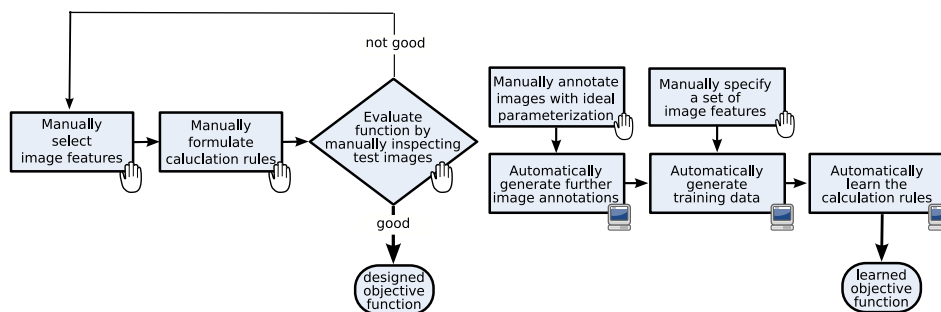 not good
Manually
select
image features
Manually
formulate
caluclation rules
Evaluate
function by
manually inspecting
test images
good
designed
objective
function
Manually annotate
images with ideal
parameterization
Manually specify
a set of
image features
Automatically
generate further
image annotations
Automatically
generate
training data
Automatically
learn the
calculation rules
learned
objective
function